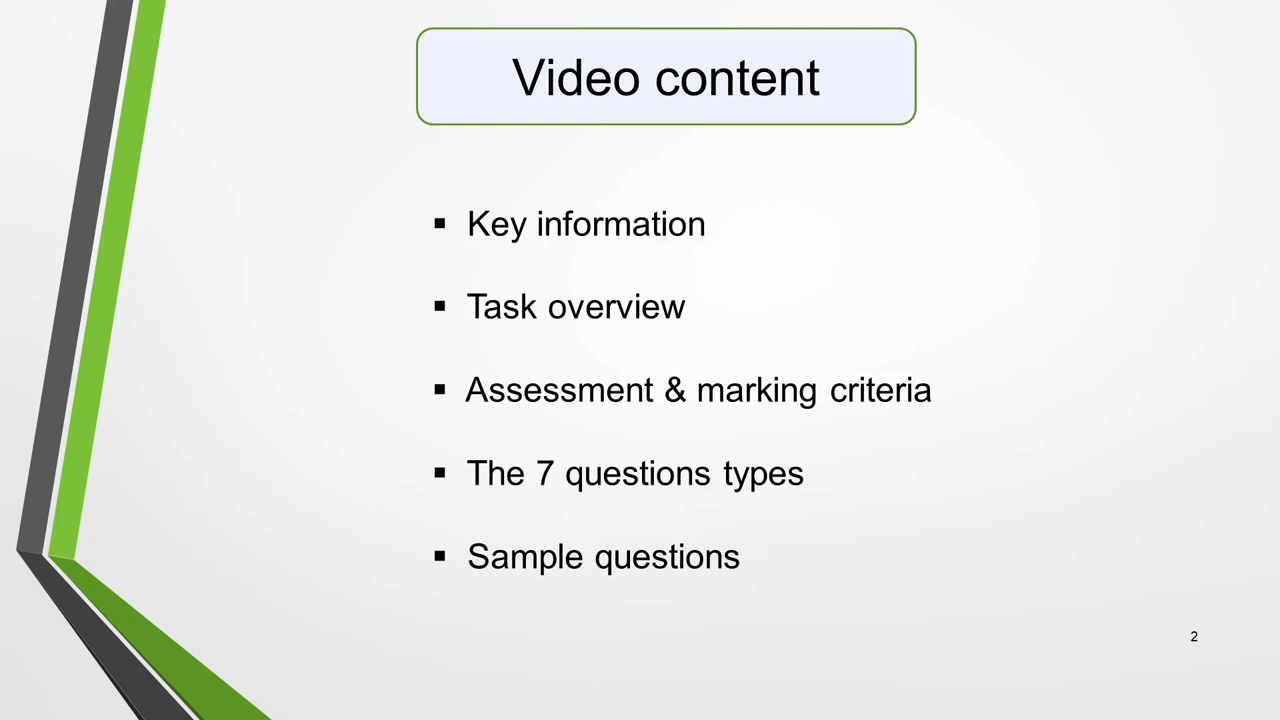 Video content
▪ Key information
▪ Task overview
▪ Assessment & marking criteria
▪ The 7 questions types
▪ Sample questions
2